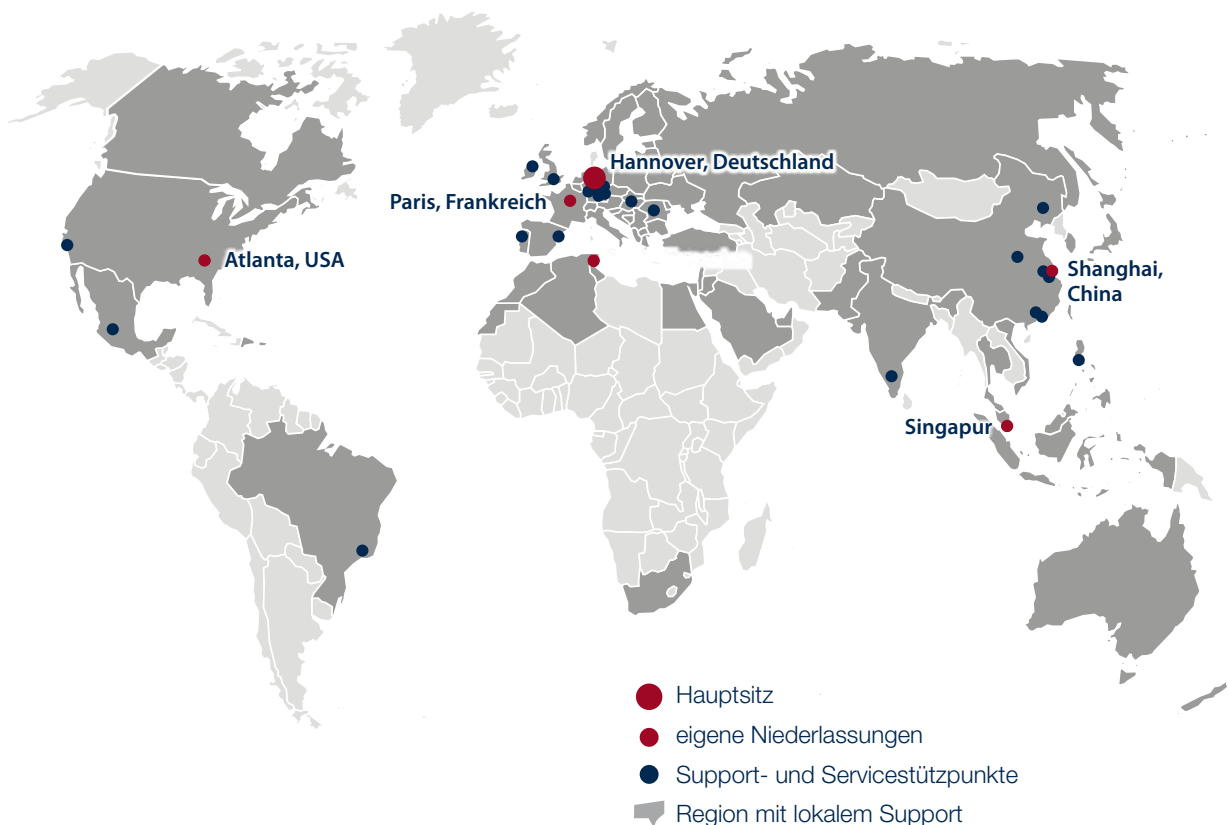 Hannover, Deutschland
Paris, Frankreich
Atlanta, USA
Shanghai,
China
Singapur
Hauptsitz
eigene Niederlassungen
Support- und Servicestützpunkte
Region mit lokalem Support